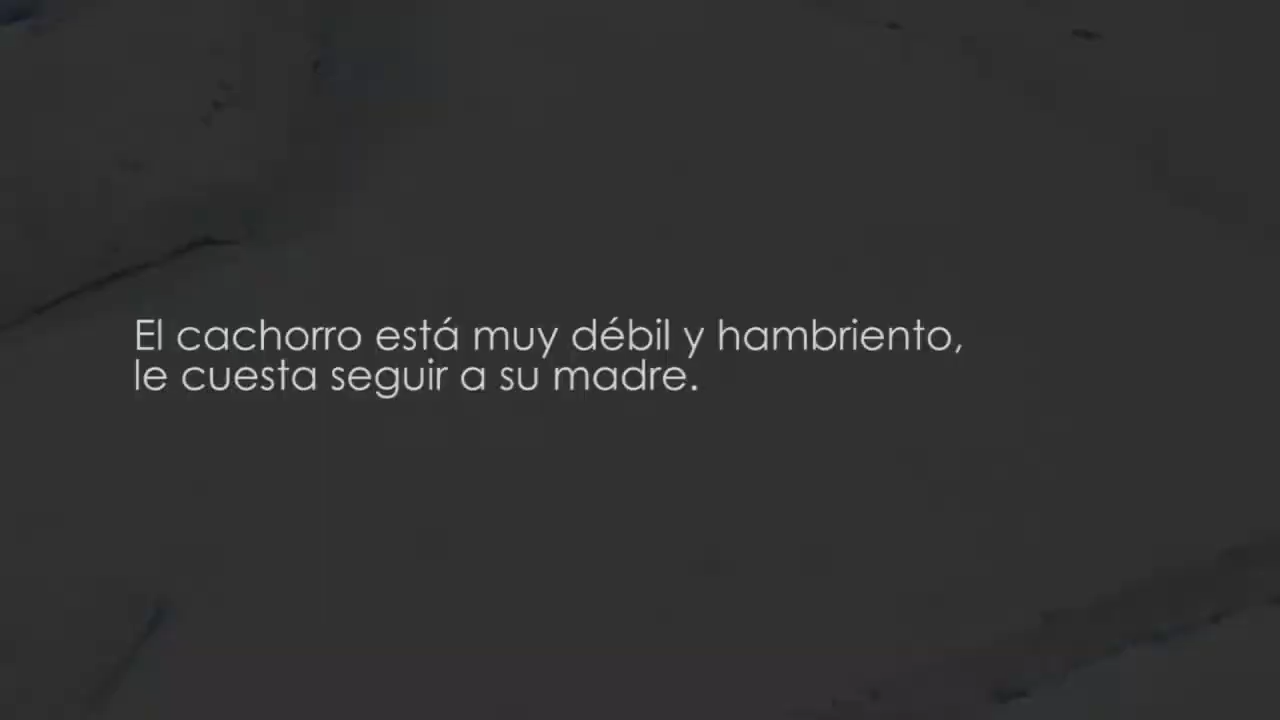 El cachorro está muy débil y hambriento,
le cuesta seguir a su madre.